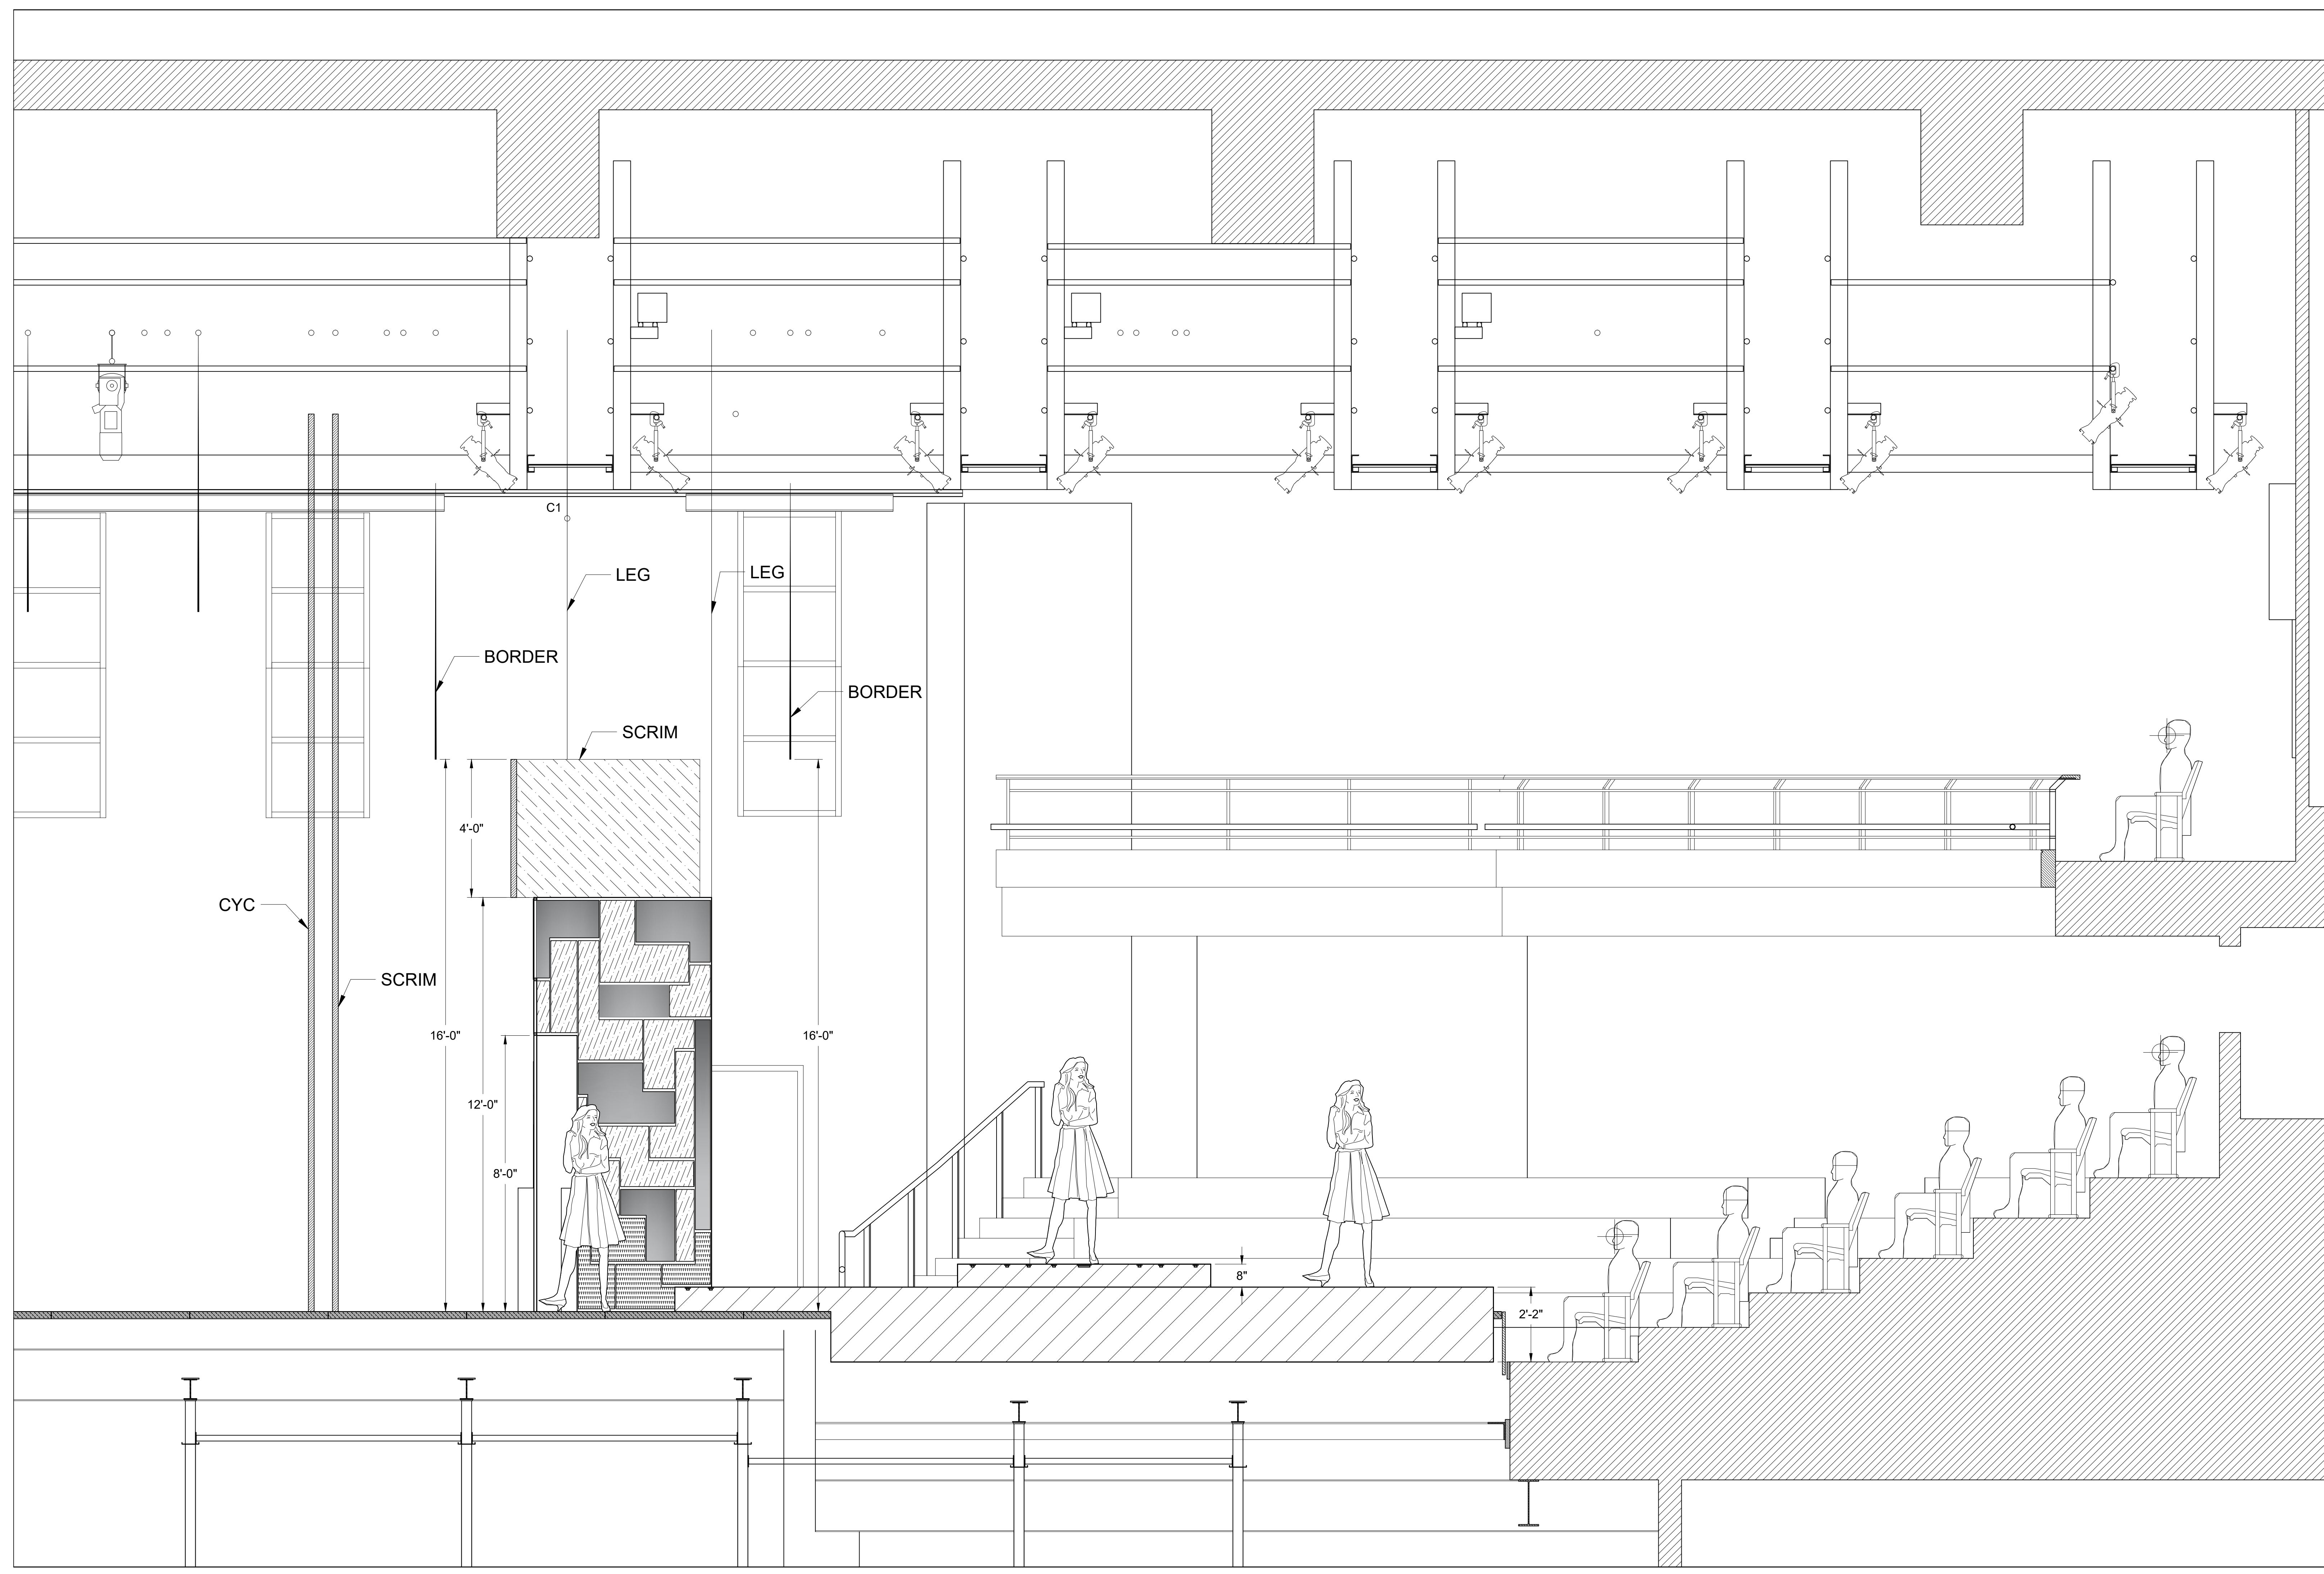 C1
LEG
LEG
BORDER
BORDER
SCRIM
4'-0"
CYC
SCRIM
16'-0"
16'-0"
12'-0"
8'-0"
8"
2'-2"